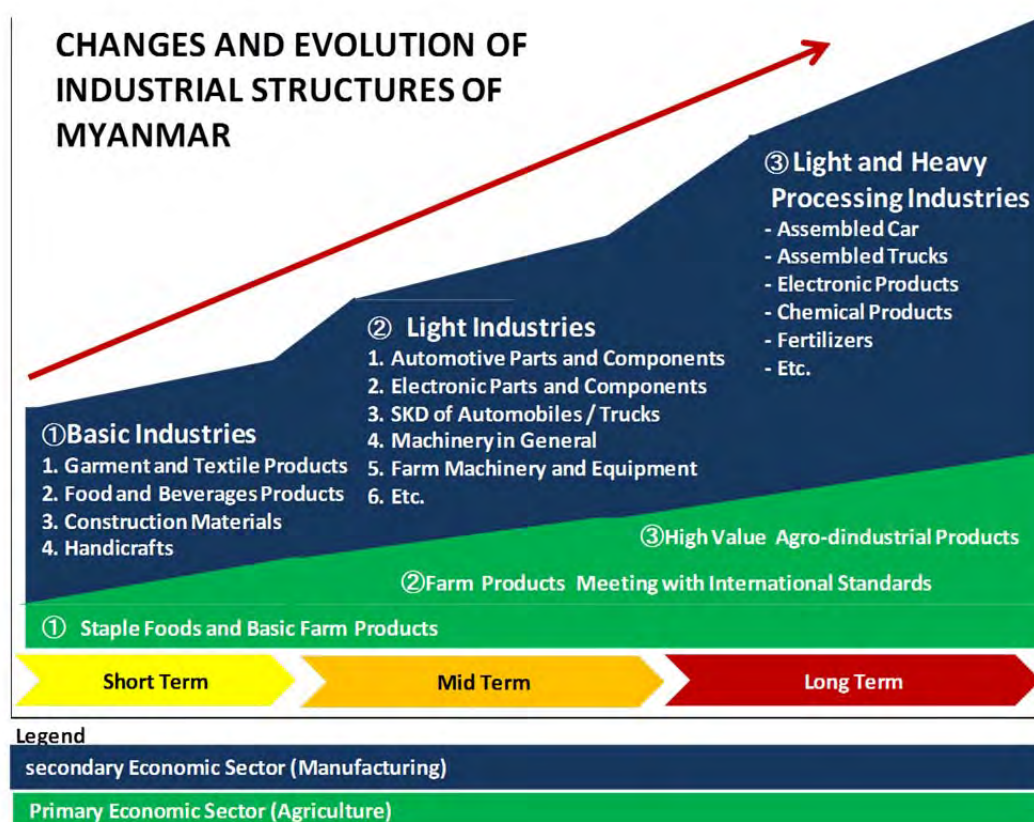 CHANGES AND EVOLUTION OF
INDUSTRIAL STRUCTURES OF
MYANMAR
①Basic Industries
1. Garment and Textile Products
2. Food and Beverages Products
3. Construction Materials
4. Handicrafts
② Light Industries
1. Automotive Parts and Components
2. Electronic Parts and Components
3. SKD of Automobiles / Trucks
4. Machinery in General
5. Farm Machinery and Equipment
6. Etc.
③ Light and Heavy
Processing Industries
- Assembled Car
- Assembled Trucks
- Electronic Products
- Chemical Products
- Fertilizers
- Etc.
③High Value Agro-dindustrial Products
②Farm Products Meeting with International Standards
① Staple Foods and Basic Farm Products
Short Term
Mid Term
Long Term
Legend
secondary Economic Sector (Manufacturing)
Primary Economic Sector (Agriculture)